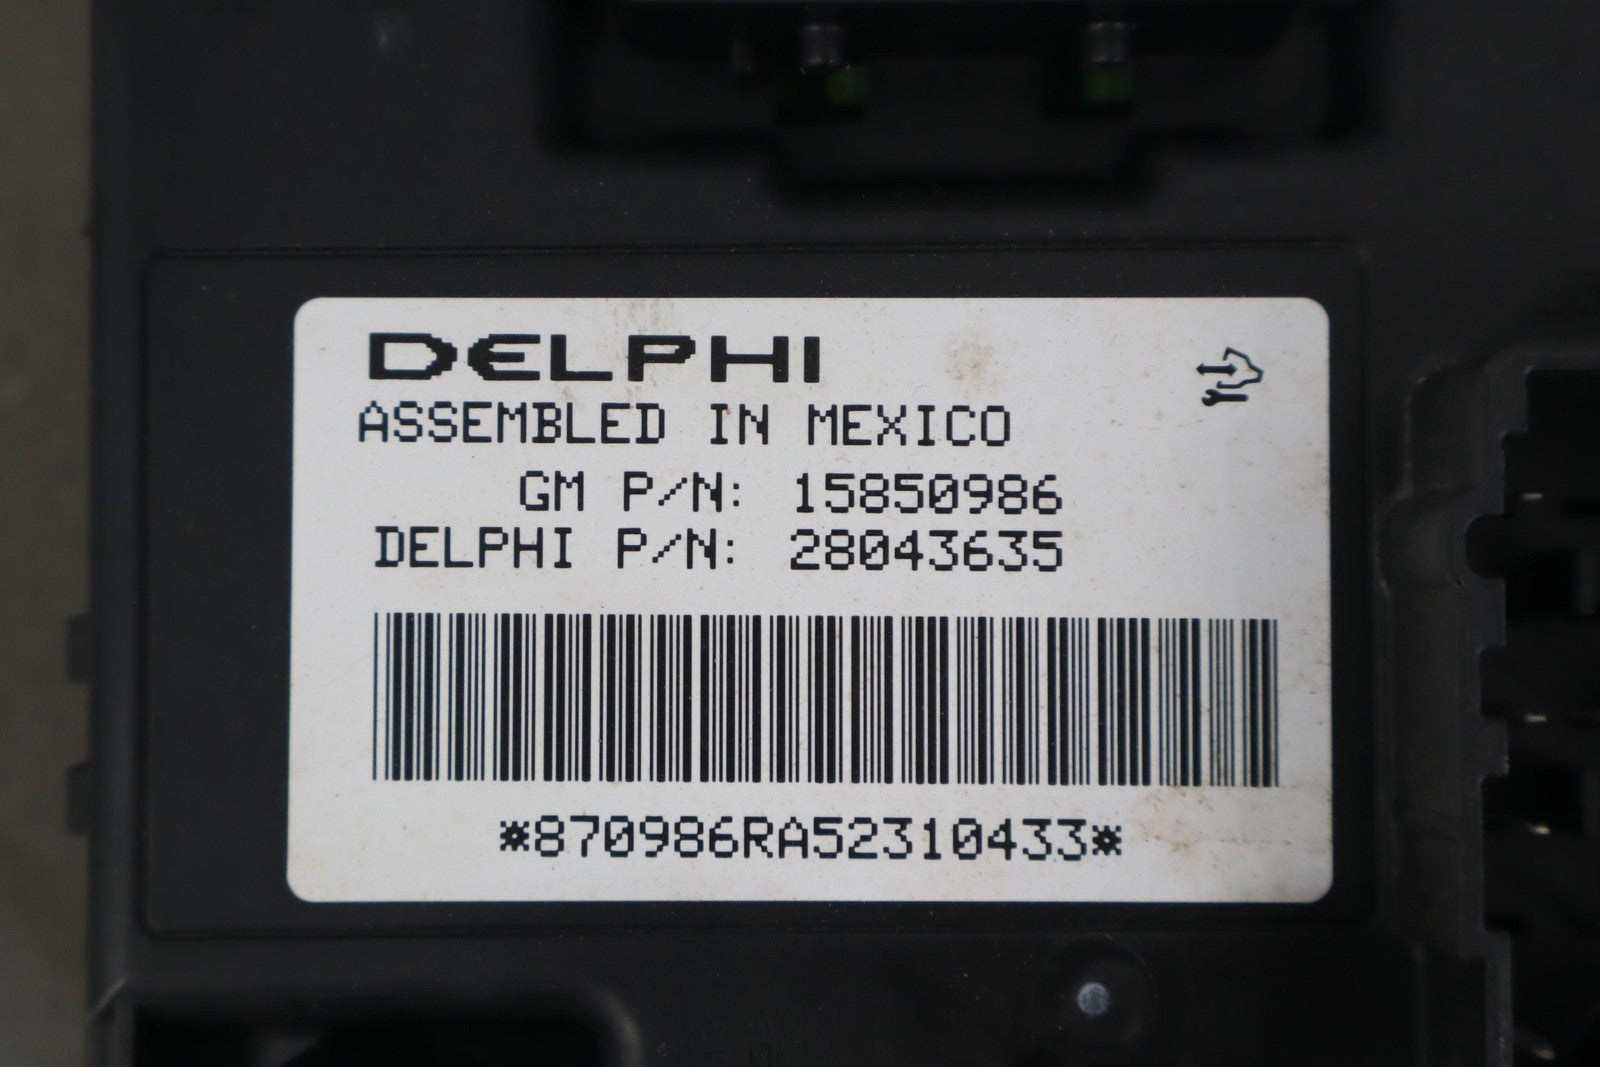 DELPHI
ASSEMBLED IN MEXICO
GM P/N: 15850986
DELPHI P/N: 28043635
*870986RA52310433*